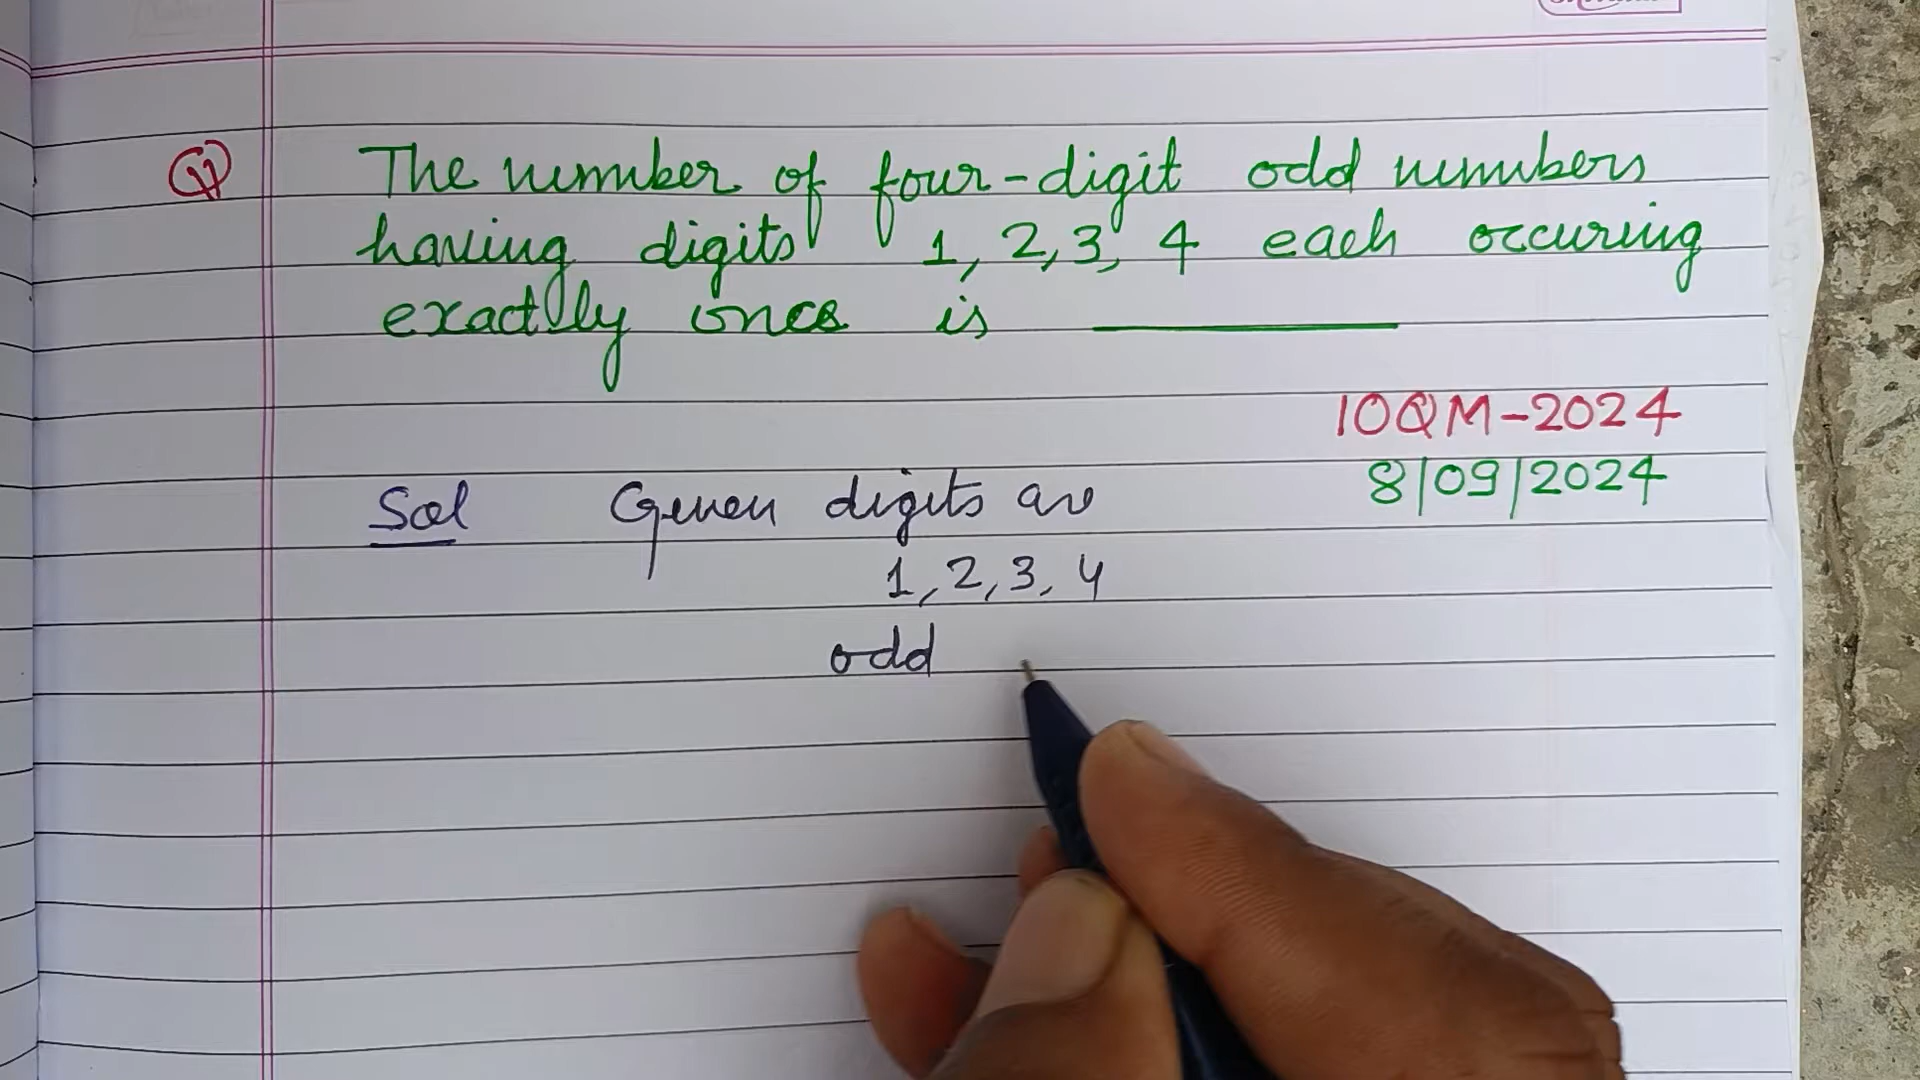 Q) The number of four-digit odd numbers
having digits 1, 2, 3, 4 each occuring
exactly once is
IOQM-2024
8/09/2024
Sol Given digits are
1, 2, 3, 4
odd